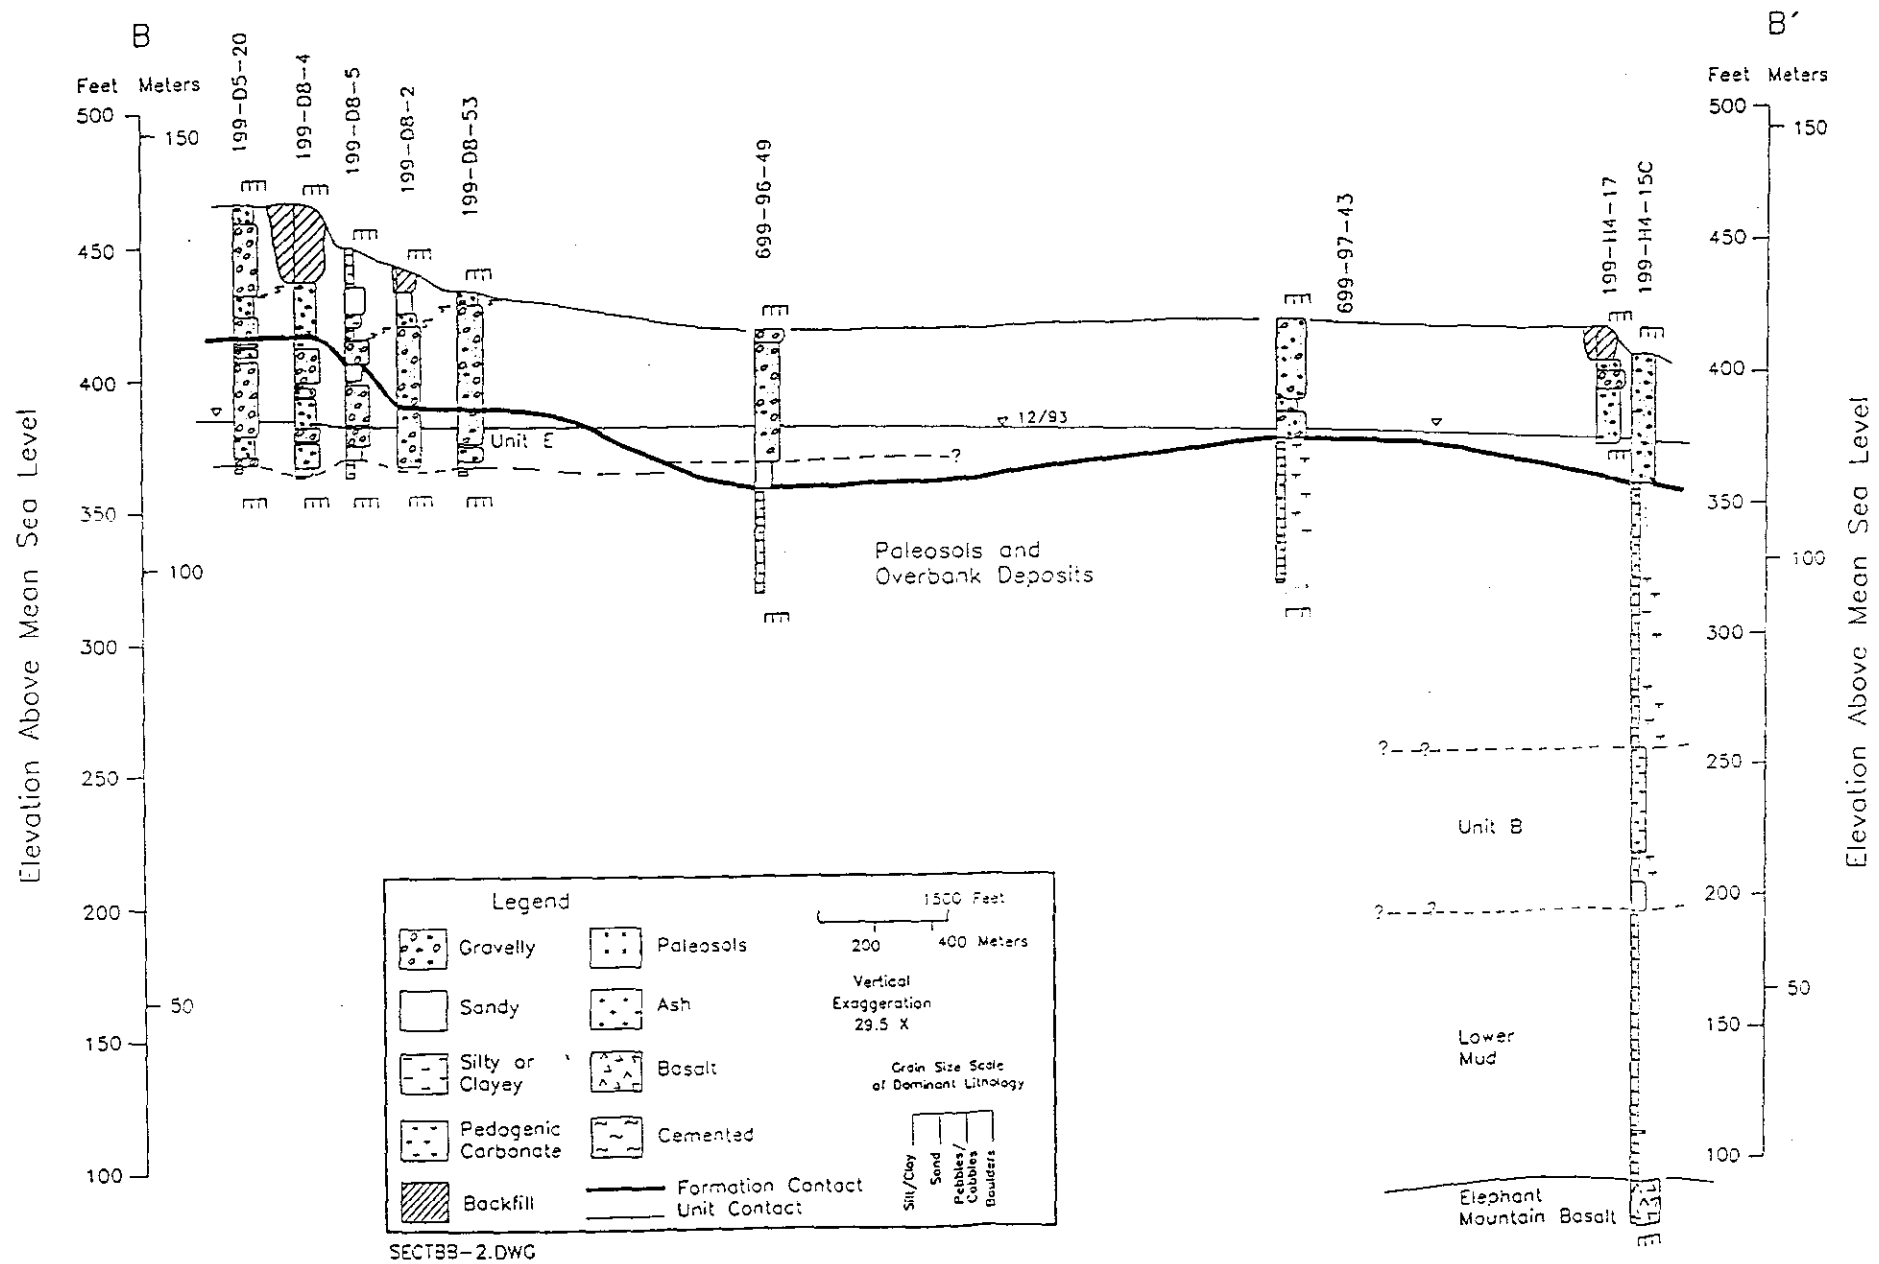 B
B′
Feet Meters
Feet Meters
500
150
450
400
350
100
300
250
200
50
150
100
500
150
450
400
350
100
300
250
200
50
150
100
Elevation Above Mean Sea Level
Elevation Above Mean Sea Level
199-D5-20
199-D8-4
199-D8-5
199-D8-2
199-D8-53
699-96-49
699-97-43
199-H4-17
199-H4-15C
12/93
Unit E
?
Paleosols and
Overbank Deposits
?
?
Unit B
?
?
Lower
Mud
Elephant
Mountain Basalt
Legend
Gravelly
Sandy
Silty or
Clayey
Pedogenic
Carbonate
Backfill
Paleosols
Ash
Basalt
Cemented
Formation Contact
Unit Contact
1500 Feet
200
400 Meters
Vertical
Exaggeration
29.5 X
Grain Size Scale
of Dominant Lithology
Silt/Clay
Sand
Pebbles/
Cobbles
Boulders
SECTBB-2.DWG